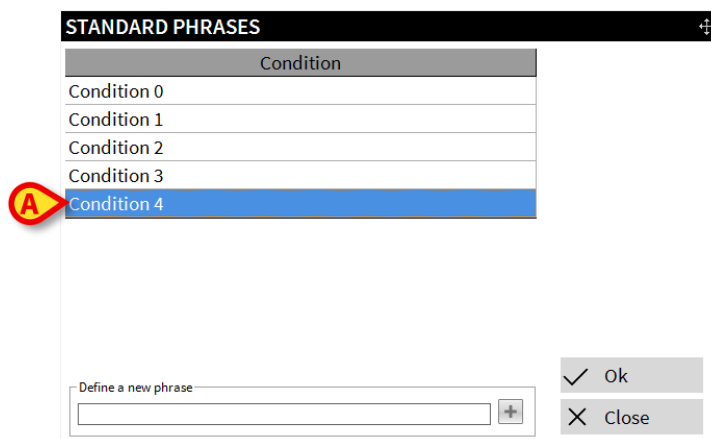 STANDARD PHRASES
Condition
Condition 0
Condition 1
Condition 2
Condition 3
A
Condition 4
Define a new phrase
Ok
Close